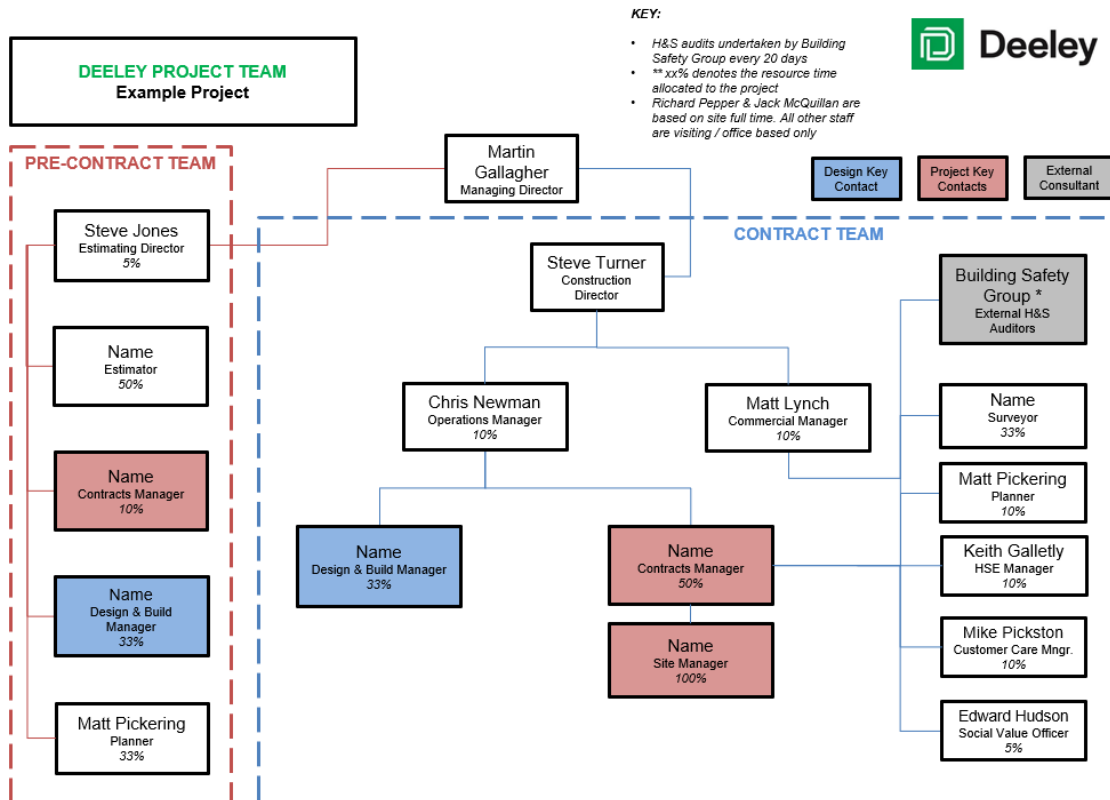 KEY:
• H&S audits undertaken by Building
Safety Group every 20 days
• ** xx% denotes the resource time
allocated to the project
• Richard Pepper & Jack McQuillan are
based on site full time. All other staff
are visiting / office based only
Deeley
DEELEY PROJECT TEAM
Example Project
Design Key
Contact
Project Key
Contacts
External
Consultant
Martin
Gallagher
Managing Director
PRE-CONTRACT TEAM
Steve Jones
Estimating Director
5%
Name
Estimator
50%
Name
Contracts Manager
10%
Name
Design & Build
Manager
33%
Matt Pickering
Planner
33%
CONTRACT TEAM
Steve Turner
Construction
Director
Chris Newman
Operations Manager
10%
Matt Lynch
Commercial Manager
10%
Name
Design & Build Manager
33%
Name
Contracts Manager
50%
Name
Site Manager
100%
Building Safety
Group *
External H&S
Auditors
Name
Surveyor
33%
Matt Pickering
Planner
10%
Keith Galletly
HSE Manager
10%
Mike Pickston
Customer Care Mngr.
10%
Edward Hudson
Social Value Officer
5%